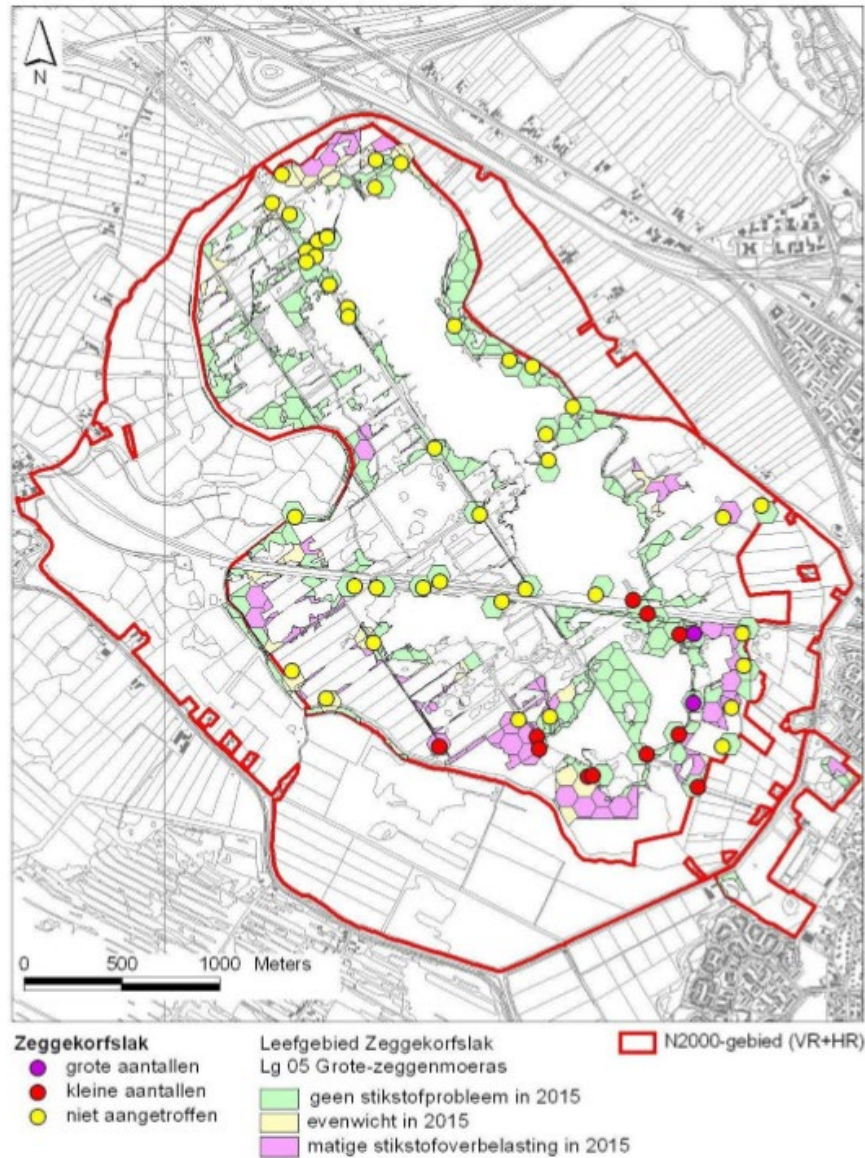 N
0 500 1000 Meters
Zeggekorfslak
grote aantallen
kleine aantallen
niet aangetroffen
Leefgebied Zeggekorfslak
Lg 05 Grote-zeggenmoeras
geen stikstofprobleem in 2015
evenwicht in 2015
matige stikstofoverbelasting in 2015
N2000-gebied (VR+HR)